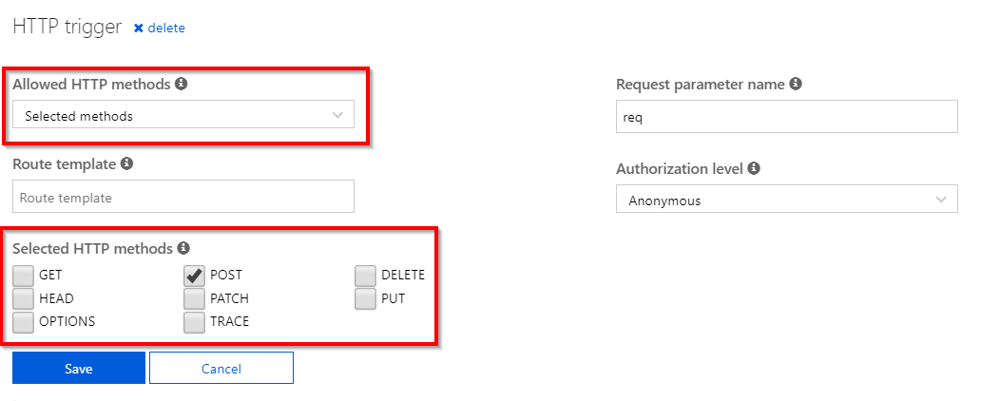 HTTP trigger ✖ delete
Allowed HTTP methods
Selected methods
Request parameter name
req
Route template
Route template
Authorization level
Anonymous
Selected HTTP methods
GET POST DELETE
HEAD PATCH PUT
OPTIONS TRACE
Save Cancel